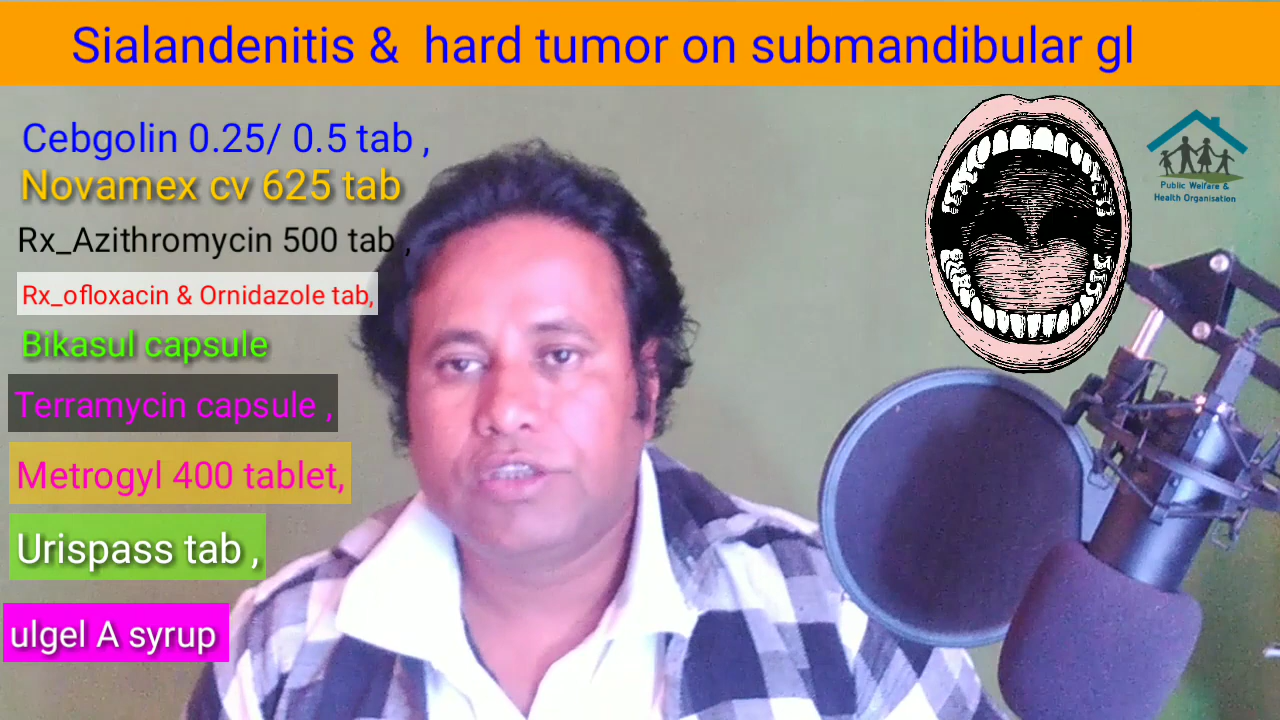 Sialandenitis & hard tumor on submandibular gl
Cebgolin 0.25/ 0.5 tab ,
Novamex cv 625 tab
Rx_Azithromycin 500 tab ,
Rx_ofloxacin & Ornidazole tab,
Bikasul capsule
Terramycin capsule ,
Metrogyl 400 tablet,
Urispass tab ,
ulgel A syrup
Public Welfare &
Health Organisation